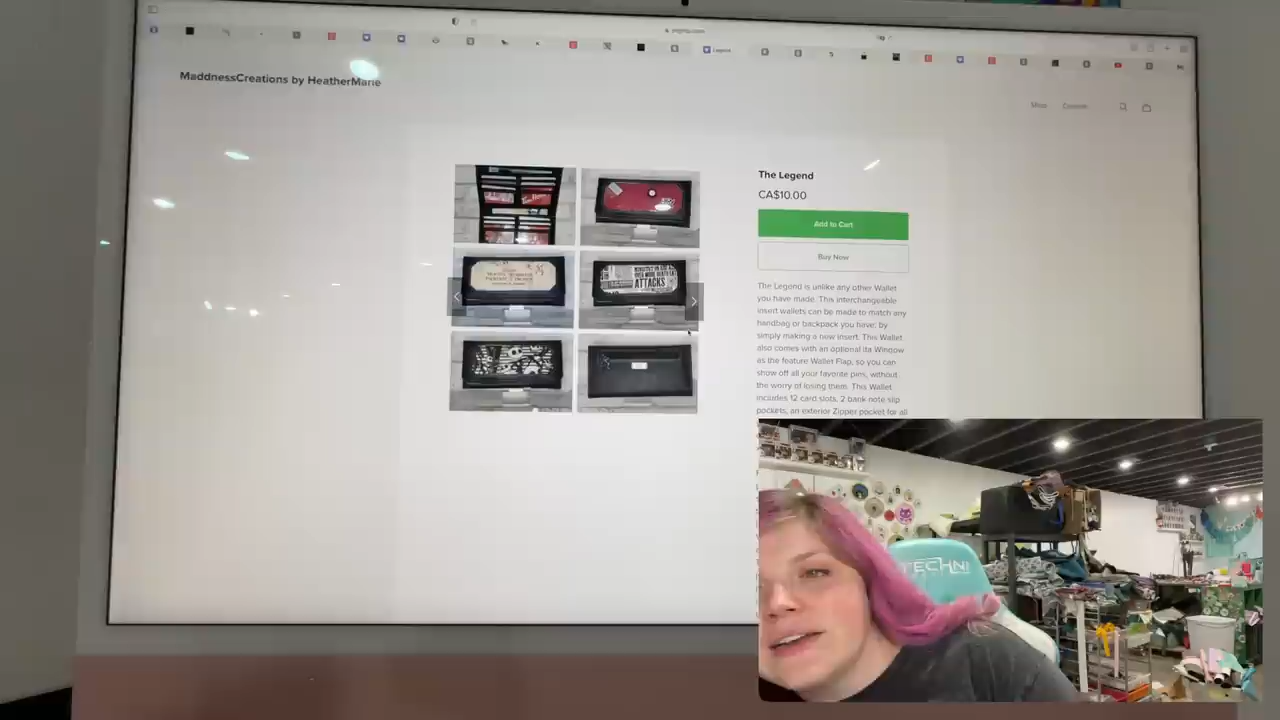 MaddnessCreations by HeatherMarie
Legend
Shop
The Legend
CA$10.00
Add to Cart
Buy Now
The Legend is unlike any other Wallet
you have made. This interchangeable
insert wallets can be made to match any
handbag or backpack you have, by
simply making a new insert. This Wallet
also comes with an optional ita Window
as the feature Wallet Flap, so you can
show off all your favorite pins, without
the worry of losing them. This Wallet
includes 12 card slots, 2 bank note slip
pockets, an exterior Zipper pocket for all
ATTACKS
TECHNI